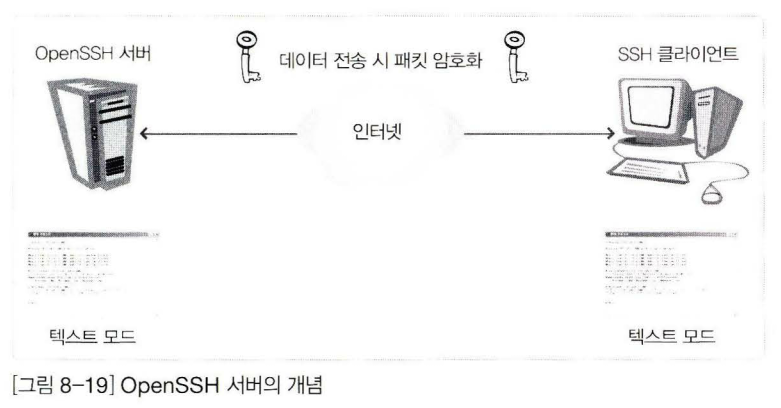 OpenSSH 서버
데이터 전송 시 패킷 암호화
SSH 클라이언트
인터넷
텍스트 모드
텍스트 모드
[그림 8-19] OpenSSH 서버의 개념